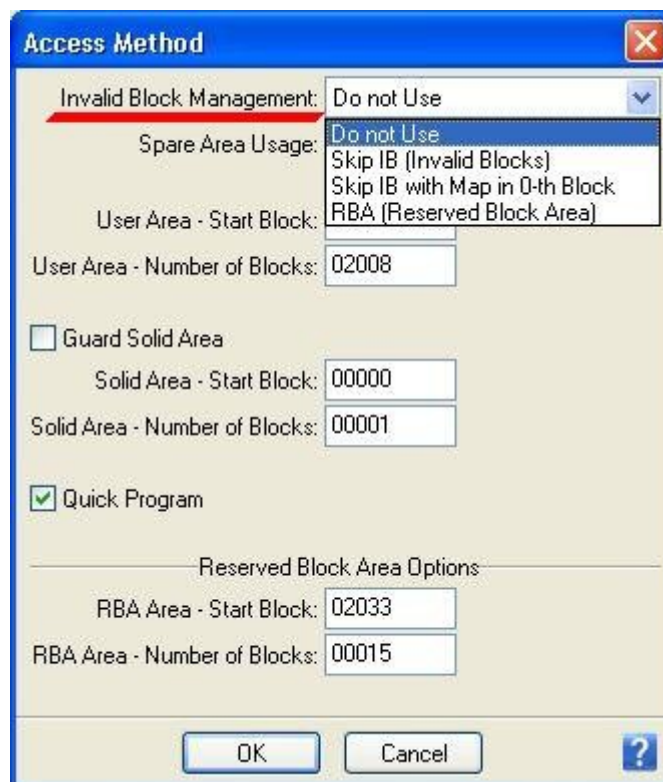 Access Method
Invalid Block Management: Do not Use
Do not Use
Spare Area Usage:
Skip IB (Invalid Blocks)
Skip IB with Map in 0-th Block
RBA (Reserved Block Area)
User Area - Start Block:
User Area - Number of Blocks: 02008
Guard Solid Area
Solid Area - Start Block: 00000
Solid Area - Number of Blocks: 00001
Quick Program
Reserved Block Area Options
RBA Area - Start Block: 02033
RBA Area - Number of Blocks: 00015
OK Cancel ?